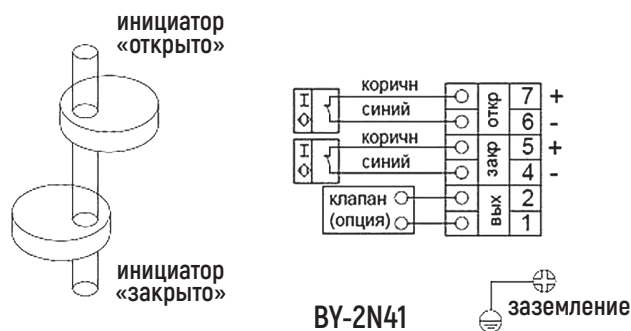 инициатор
«открыто»
коричн
синий
коричн
синий
клапан
(опция)
откр
закр
вых
7 +
6 -
5 +
4 -
2
1
инициатор
«закрыто»
BY-2N41
заземление